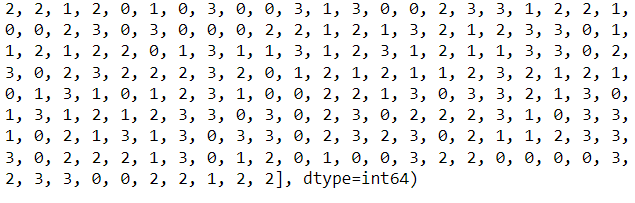 2, 2, 1, 2, 0, 1, 0, 3, 0, 0, 3, 1, 3, 0, 0, 2, 3, 3, 1, 2, 2, 1,
0, 0, 2, 3, 0, 3, 0, 0, 0, 2, 2, 1, 2, 1, 3, 2, 1, 2, 3, 3, 0, 1,
1, 2, 1, 2, 2, 0, 1, 3, 1, 1, 3, 1, 2, 3, 1, 2, 1, 1, 3, 3, 0, 2,
3, 0, 2, 3, 2, 2, 2, 3, 2, 0, 1, 2, 1, 2, 1, 1, 2, 3, 2, 1, 2, 1,
0, 1, 3, 1, 0, 1, 2, 3, 1, 0, 0, 2, 2, 1, 3, 0, 3, 3, 2, 1, 3, 0,
1, 3, 1, 2, 1, 2, 3, 3, 0, 3, 0, 2, 3, 0, 2, 2, 2, 3, 1, 0, 3, 3,
1, 0, 2, 1, 3, 1, 3, 0, 3, 3, 0, 2, 3, 2, 3, 0, 2, 1, 1, 2, 3, 3,
3, 0, 2, 2, 2, 1, 3, 0, 1, 2, 0, 1, 0, 0, 3, 2, 2, 0, 0, 0, 0, 3,
2, 3, 3, 0, 0, 2, 2, 1, 2, 2], dtype=int64)